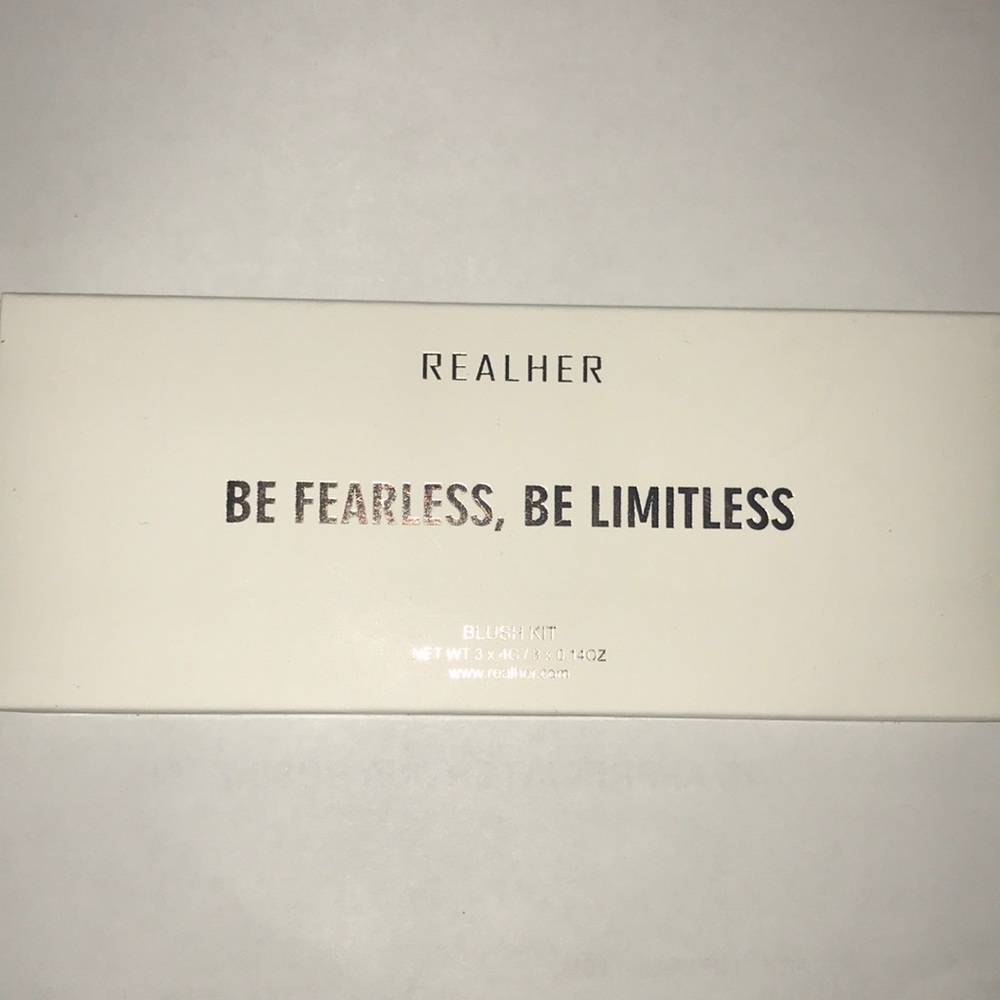 REALHER
BE FEARLESS, BE LIMITLESS
BLUSH KIT
NET WT 3 x 4G / 3 x 0.14OZ
www.realher.com